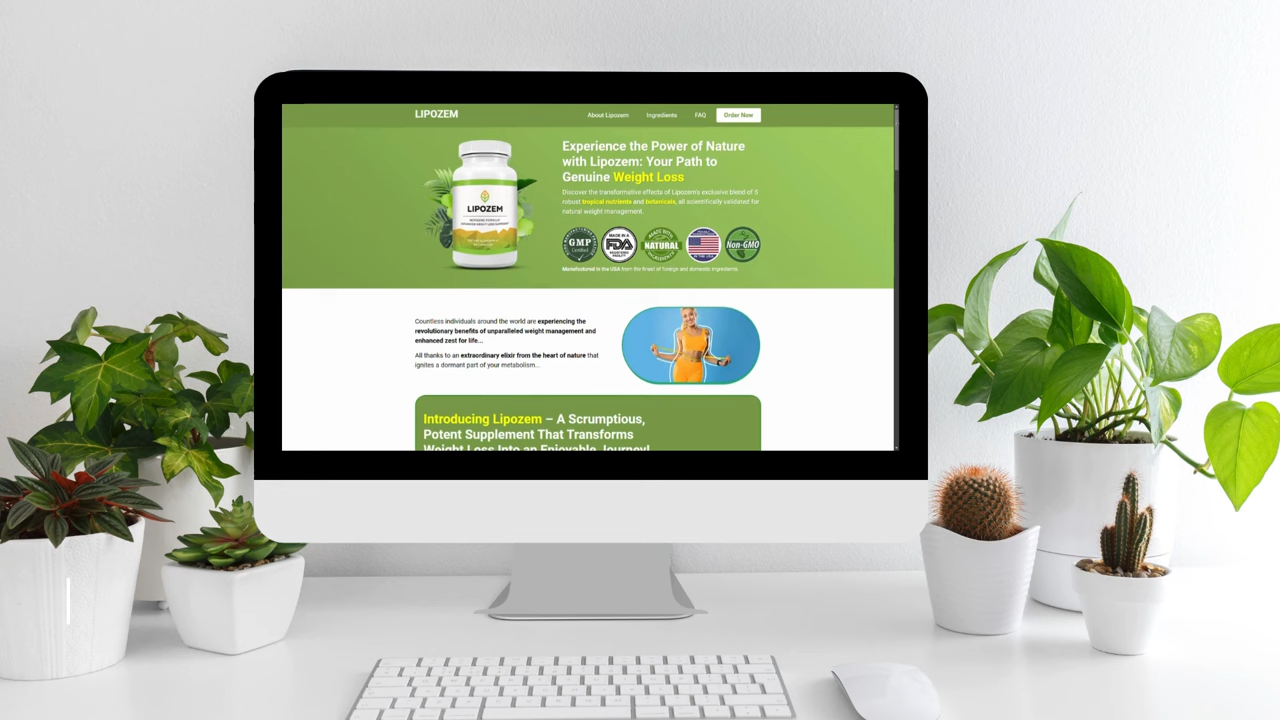 LIPOZEM
About Lipozem Ingredients FAQ Order Now
Experience the Power of Nature
with Lipozem: Your Path to
Genuine Weight Loss
Discover the transformative effects of Lipozem's exclusive blend of 5
robust tropical nutrients and botanicals, all scientifically validated for
natural weight management.
LIPOZEM
GMP
Certified
MADE IN A
FDA
REGISTERED
FACILITY
MADE WITH
NATURAL
INGREDIENTS
Non-GMO
Manufactured in the USA from the finest of foreign and domestic ingredients.
Countless individuals around the world are experiencing the
revolutionary benefits of unparalleled weight management and
enhanced zest for life...
All thanks to an extraordinary elixir from the heart of nature that
ignites a dormant part of your metabolism...
Introducing Lipozem – A Scrumptious,
Potent Supplement That Transforms
Weight Loss Into an Enjoyable Journey!